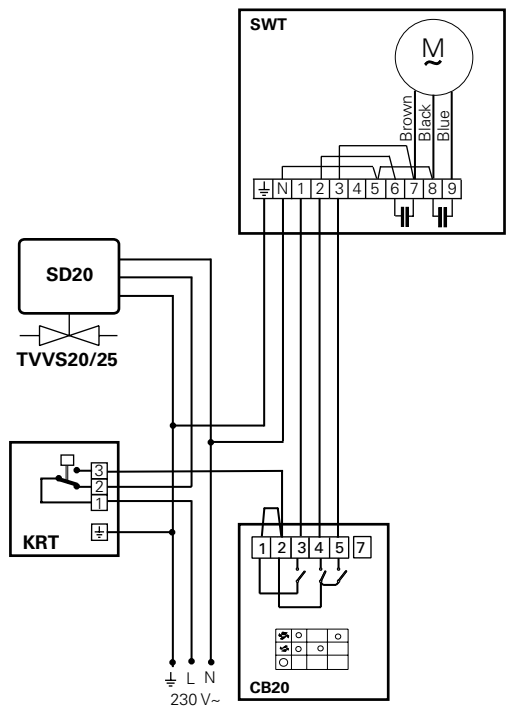 SWT
M
~
Brown
Black
Blue
N 1 2 3 4 5 6 7 8 9
SD20
TVVS20/25
3
2
1
KRT
1 2 3 4 5 7
L N
230 V~
CB20